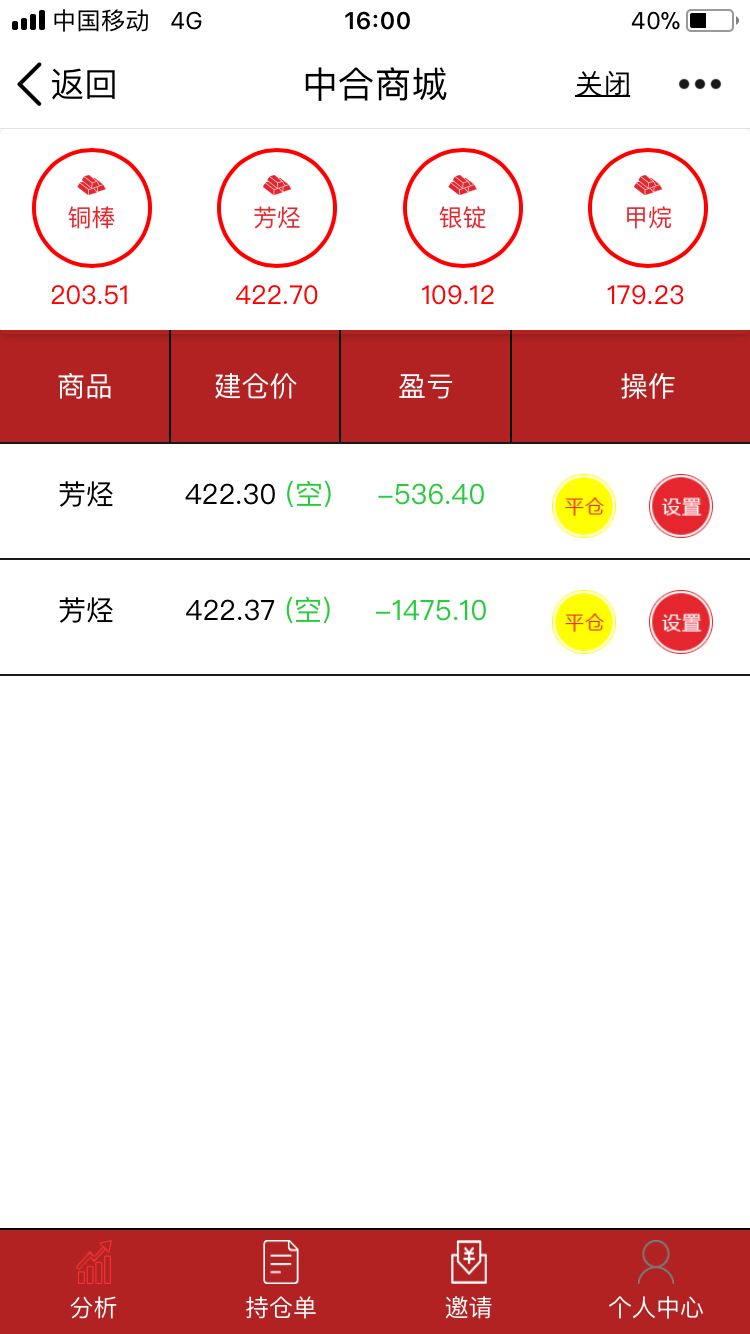 中国移动 4G 16:00 40%
返回 中合商城 关闭
铜棒 芳烃 银锭 甲烷
203.51 422.70 109.12 179.23
商品 建仓价 盈亏 操作
芳烃 422.30 (空) -536.40 平仓 设置
芳烃 422.37 (空) -1475.10 平仓 设置
分析 持仓单 邀请 个人中心